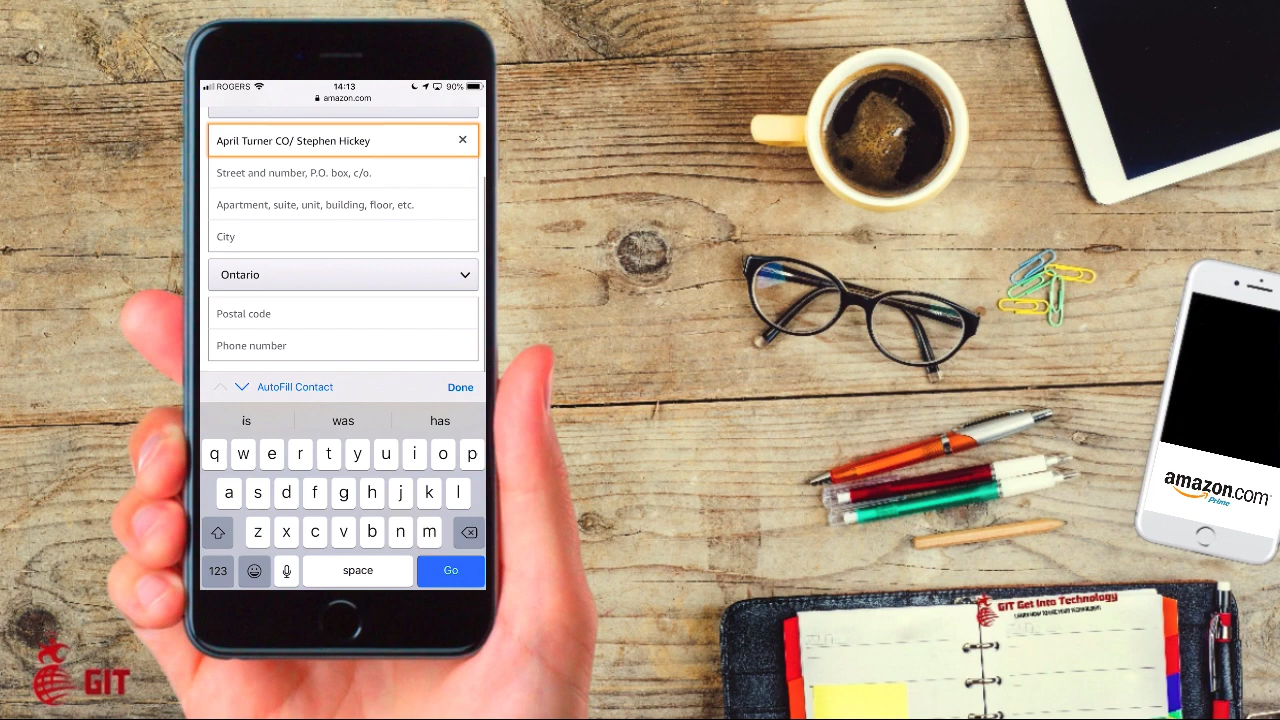 ROGERS 14:13 90%
amazon.com
April Turner CO/ Stephen Hickey
Street and number, P.O. box, c/o.
Apartment, suite, unit, building, floor, etc.
City
Ontario
Postcode
Phone number
AutoFill Contact Done
is was has
q w e r t y u i o p
a s d f g h j k l
z x c v b n m
123 space Go
amazon.com
Prime
GIT Get Into Technology
GIT